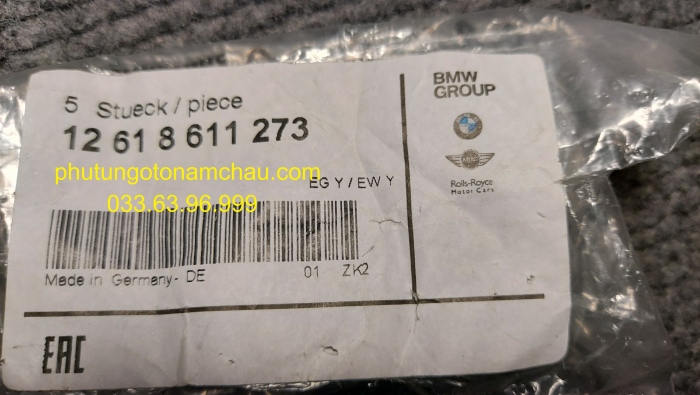 5 Stueck / piece
12 61 8 611 273
phutungotonamchau.com
EG Y / EW Y
033.63.96.999
Made in Germany - DE 01 ZK2
EAC
BMW
GROUP
MINI
Rolls-Royce
Motor Cars